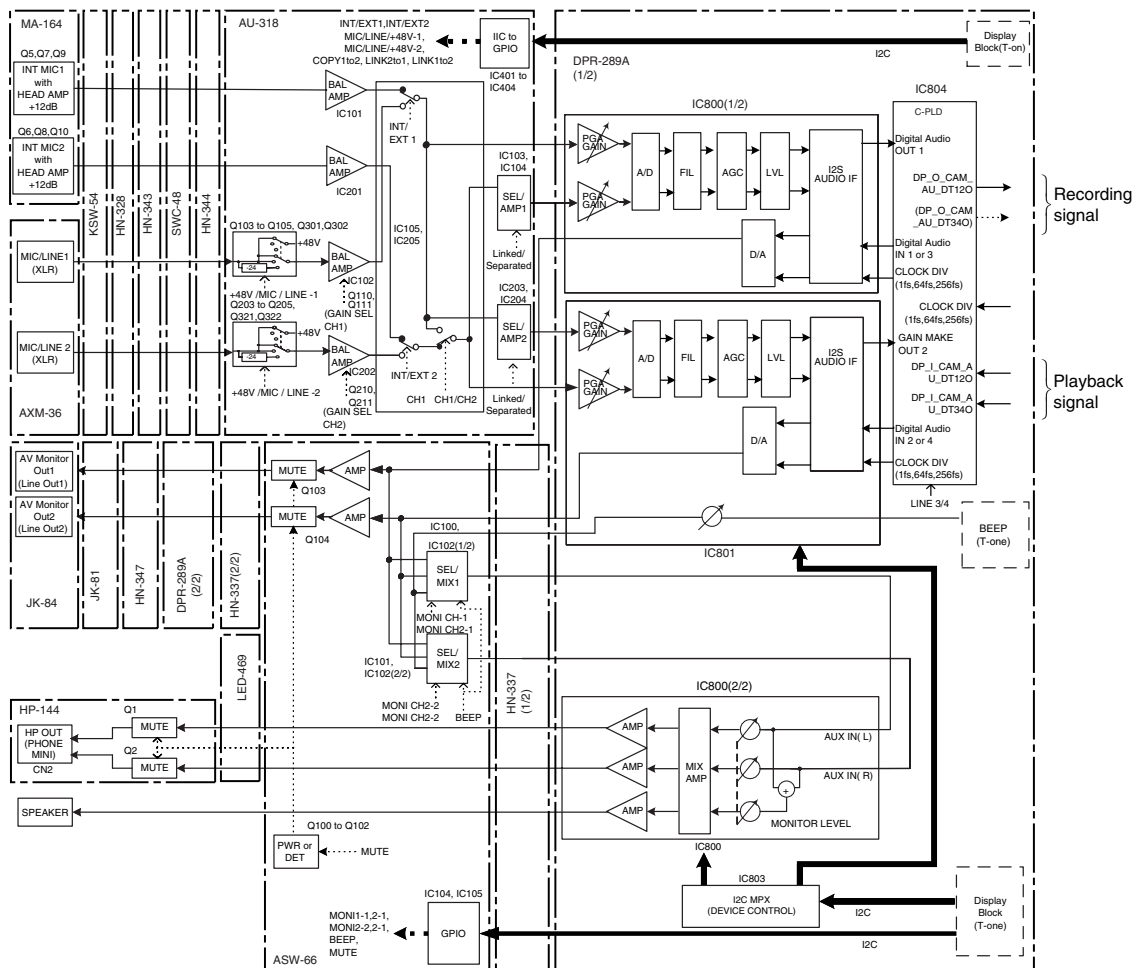 MA-164
Q5,Q7,Q9
INT MIC1
with
HEAD AMP
+12dB
Q6,Q8,Q10
INT MIC2
with
HEAD AMP
+12dB
KSW-54
HN-328
HN-343
SWC-48
HN-344
MIC/LINE1
(XLR)
MIC/LINE 2
(XLR)
AXM-36
AU-318
INT/EXT1,INT/EXT2
MIC/LINE/+48V-1,
MIC/LINE/+48V-2,
COPY1to2, LINK2to1, LINK1to2
IIC to
GPIO
IC401 to
IC404
BAL
AMP
IC101
INT/
EXT 1
BAL
AMP
IC201
IC103,
IC104
SEL/
AMP1
IC105,
IC205
Linked/
Separated
Q103 to Q105, Q301,Q302
+48V
-24
BAL
AMP
IC102
+48V /MIC / LINE -1
Q110,
Q111
(GAIN SEL
CH1)
Q203 to Q205,
Q321,Q322
+48V
-24
BAL
AMP
IC202
+48V /MIC / LINE -2
Q210,
Q211
(GAIN SEL
CH2)
IC203,
IC204
SEL/
AMP2
INT/EXT 2
CH1
CH1/CH2
Linked/
Separated
DPR-289A
(1/2)
I2C
Display
Block(T-on)
IC800(1/2)
PGA
GAIN
PGA
GAIN
A/D
FIL
AGC
LVL
I2S
AUDIO IF
D/A
PGA
GAIN
PGA
GAIN
A/D
FIL
AGC
LVL
I2S
AUDIO IF
D/A
IC801
IC804
C-PLD
Digital Audio
OUT 1
DP_O_CAM_
AU_DT12O
(DP_O_CAM
_AU_DT34O)
Digital Audio
IN 1 or 3
CLOCK DIV
(1fs,64fs,256fs)
CLOCK DIV
(1fs,64fs,256fs)
GAIN MAKE
OUT 2
DP_I_CAM_A
U_DT12O
DP_I_CAM_A
U_DT34O
Digital Audio
IN 2 or 4
CLOCK DIV
(1fs,64fs,256fs)
LINE 3/4
Recording
signal
Playback
signal
BEEP
(T-one)
AV Monitor
Out1
(Line Out1)
AV Monitor
Out2
(Line Out2)
JK-84
JK-81
HN-347
DPR-289A
(2/2)
HN-337(2/2)
MUTE
AMP
Q103
MUTE
AMP
Q104
IC100,
IC102(1/2)
SEL/
MIX1
MONI CH-1
MONI CH2-1
SEL/
MIX2
IC101,
IC102(2/2)
MONI CH2-2
MONI CH2-2
BEEP
HN-337
(1/2)
LED-469
HP-144
HP OUT
(PHONE
MINI)
CN2
Q1
MUTE
Q2
MUTE
SPEAKER
IC800(2/2)
AMP
AMP
AMP
MIX
AMP
AUX IN( L)
AUX IN( R)
+
MONITOR LEVEL
Q100 to Q102
PWR or
DET
MUTE
IC800
IC803
I2C MPX
(DEVICE CONTROL)
I2C
I2C
Display
Block
(T-one)
IC104, IC105
GPIO
MONI1-1,2-1,
MONI2-2,2-1,
BEEP,
MUTE
ASW-66